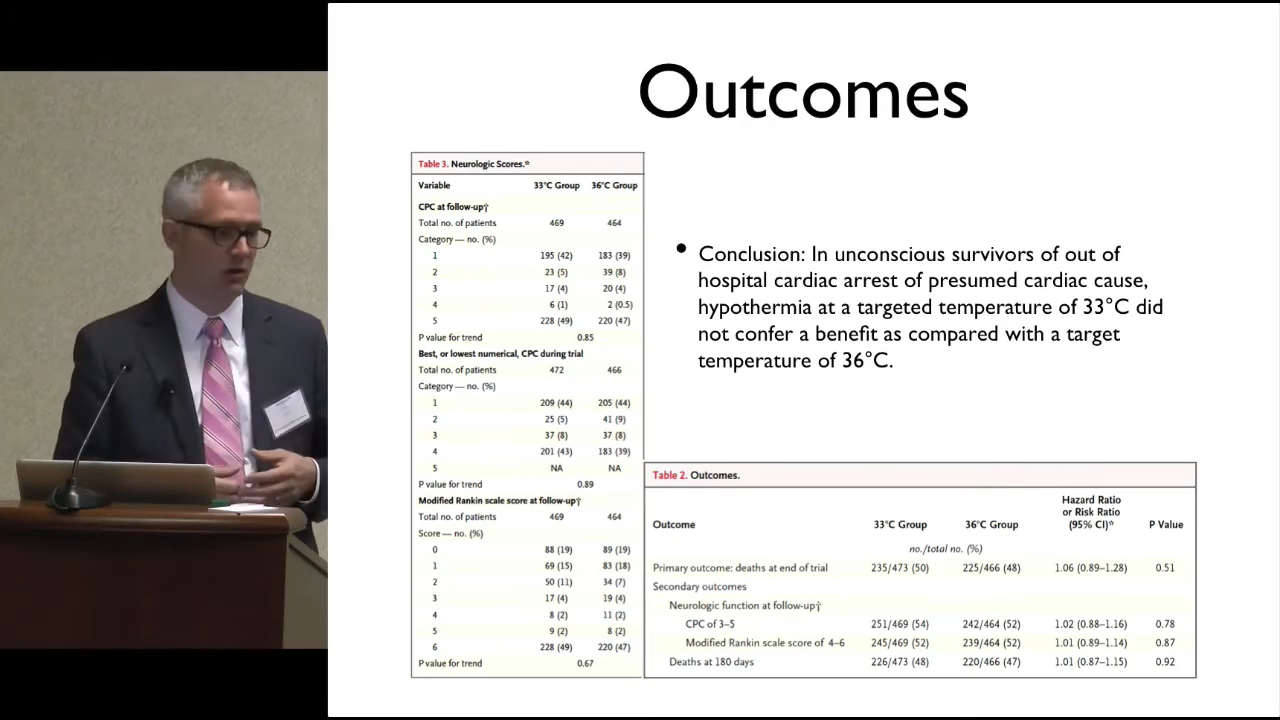 Outcomes
Table 3. Neurologic Scores.*
Variable 33°C Group 36°C Group
CPC at follow-up†
Total no. of patients 469 464
Category — no. (%)
1 195 (42) 183 (39)
2 23 (5) 39 (8)
3 17 (4) 20 (4)
4 6 (1) 2 (0.5)
5 228 (49) 220 (47)
P value for trend 0.85
Best, or lowest numerical, CPC during trial
Total no. of patients 472 466
Category — no. (%)
1 209 (44) 205 (44)
2 25 (5) 41 (9)
3 37 (8) 37 (8)
4 201 (43) 183 (39)
5 NA NA
P value for trend 0.89
Modified Rankin scale score at follow-up†
Total no. of patients 469 464
Score — no. (%)
0 88 (19) 89 (19)
1 69 (15) 83 (18)
2 50 (11) 34 (7)
3 17 (4) 19 (4)
4 8 (2) 11 (2)
5 9 (2) 8 (2)
6 228 (49) 220 (47)
P value for trend 0.67
• Conclusion: In unconscious survivors of out of
hospital cardiac arrest of presumed cardiac cause,
hypothermia at a targeted temperature of 33°C did
not confer a benefit as compared with a target
temperature of 36°C.
Table 2. Outcomes.
Hazard Ratio
or Risk Ratio
Outcome 33°C Group 36°C Group (95% CI)* P Value
no./total no. (%)
Primary outcome: deaths at end of trial 235/473 (50) 225/466 (48) 1.06 (0.89–1.28) 0.51
Secondary outcomes
Neurologic function at follow-up†
CPC of 3–5 251/469 (54) 242/464 (52) 1.02 (0.88–1.16) 0.78
Modified Rankin scale score of 4–6 245/469 (52) 239/464 (52) 1.01 (0.89–1.14) 0.87
Deaths at 180 days 226/473 (48) 220/466 (47) 1.01 (0.87–1.15) 0.92